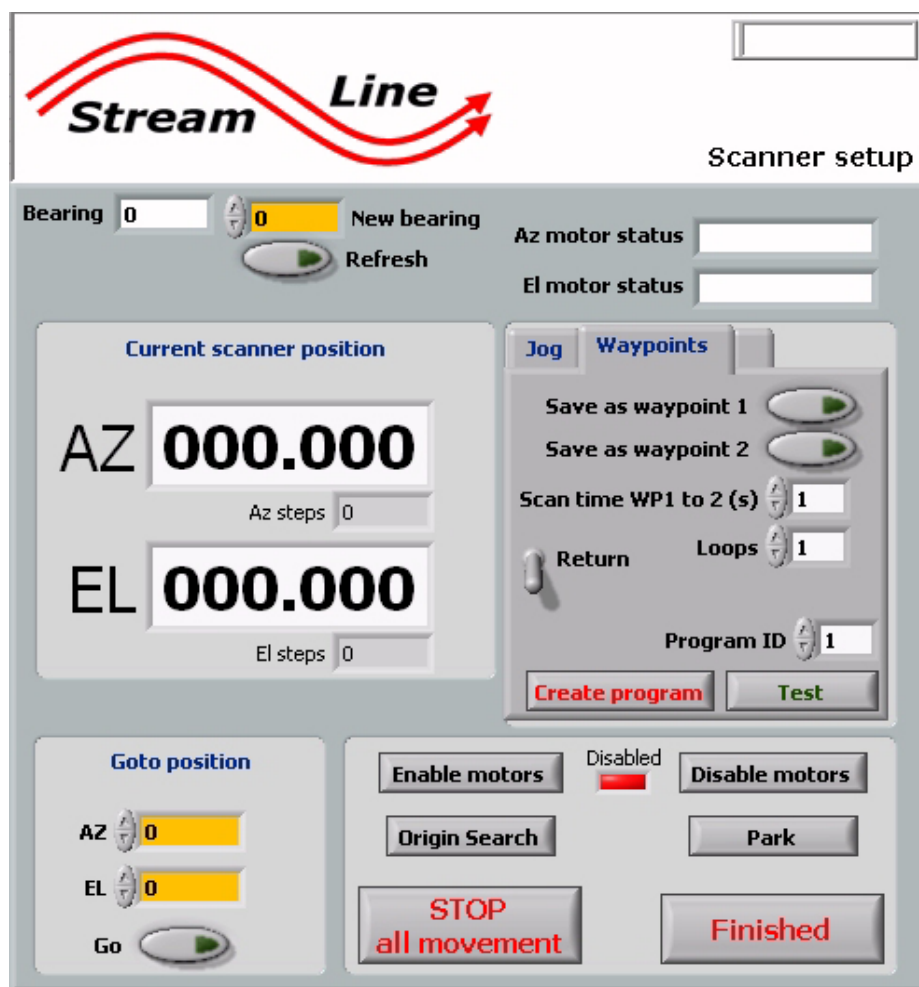 Stream Line
Scanner setup
Bearing 0 0 New bearing
Refresh
Az motor status
El motor status
Current scanner position
AZ 000.000
Az steps 0
EL 000.000
El steps 0
Jog Waypoints
Save as waypoint 1
Save as waypoint 2
Scan time WP1 to 2 (s) 1
Return Loops 1
Program ID 1
Create program Test
Goto position
AZ 0
EL 0
Go
Enable motors Disabled Disable motors
Origin Search Park
STOP
all movement
Finished